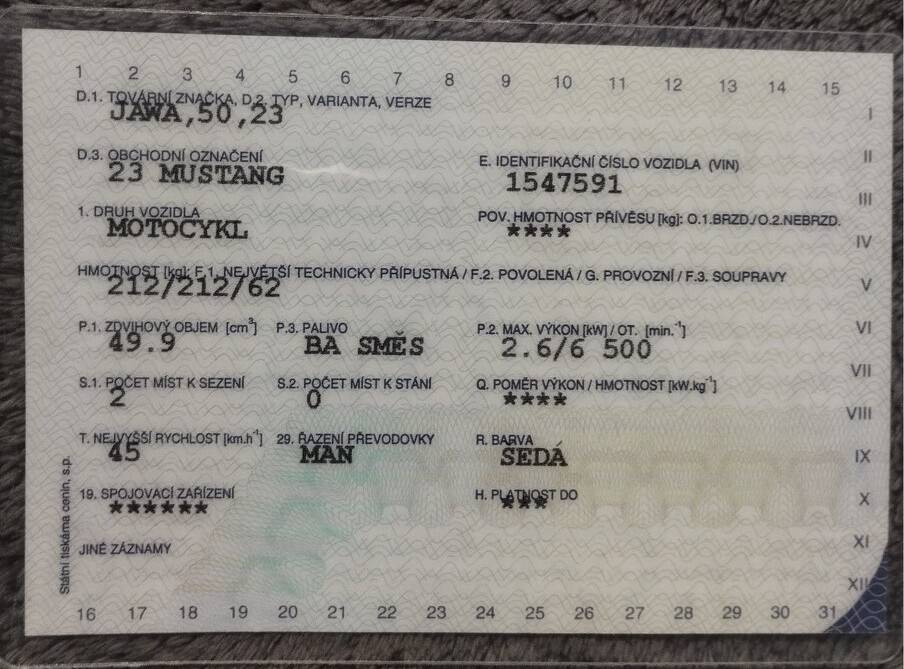 1 2 3 4 5 6 7 8 9 10 11 12 13 14 15
D.1. TOVÁRNÍ ZNAČKA, D.2. TYP, VARIANTA, VERZE I
JAWA,50,23
D.3. OBCHODNÍ OZNAČENÍ E. IDENTIFIKAČNÍ ČÍSLO VOZIDLA (VIN) II
23 MUSTANG 1547591
III
1. DRUH VOZIDLA POV. HMOTNOST PŘÍVĚSU [kg]: O.1.BRZD./O.2.NEBRZD.
MOTOCYKL ****
IV
HMOTNOST [kg]: F.1. NEJVĚTŠÍ TECHNICKY PŘÍPUSTNÁ / F.2. POVOLENÁ / G. PROVOZNÍ / F.3. SOUPRAVY V
212/212/62
P.1. ZDVIHOVÝ OBJEM [cm³] P.3. PALIVO P.2. MAX. VÝKON [kW] / OT. [min.⁻¹] VI
49.9 BA SMĚS 2.6/6 500
VII
S.1. POČET MÍST K SEZENÍ S.2. POČET MÍST K STÁNÍ Q. POMĚR VÝKON / HMOTNOST [kW.kg⁻¹]
2 0 ****
VIII
T. NEJVYŠŠÍ RYCHLOST [km.h⁻¹] 29. ŘAZENÍ PŘEVODOVKY R. BARVA
45 MAN ŠEDÁ IX
19. SPOJOVACÍ ZAŘÍZENÍ H. PLATNOST DO X
****** ***
XI
JINÉ ZÁZNAMY
XII
16 17 18 19 20 21 22 23 24 25 26 27 28 29 30 31
Státní tiskárna cenin, s.p.